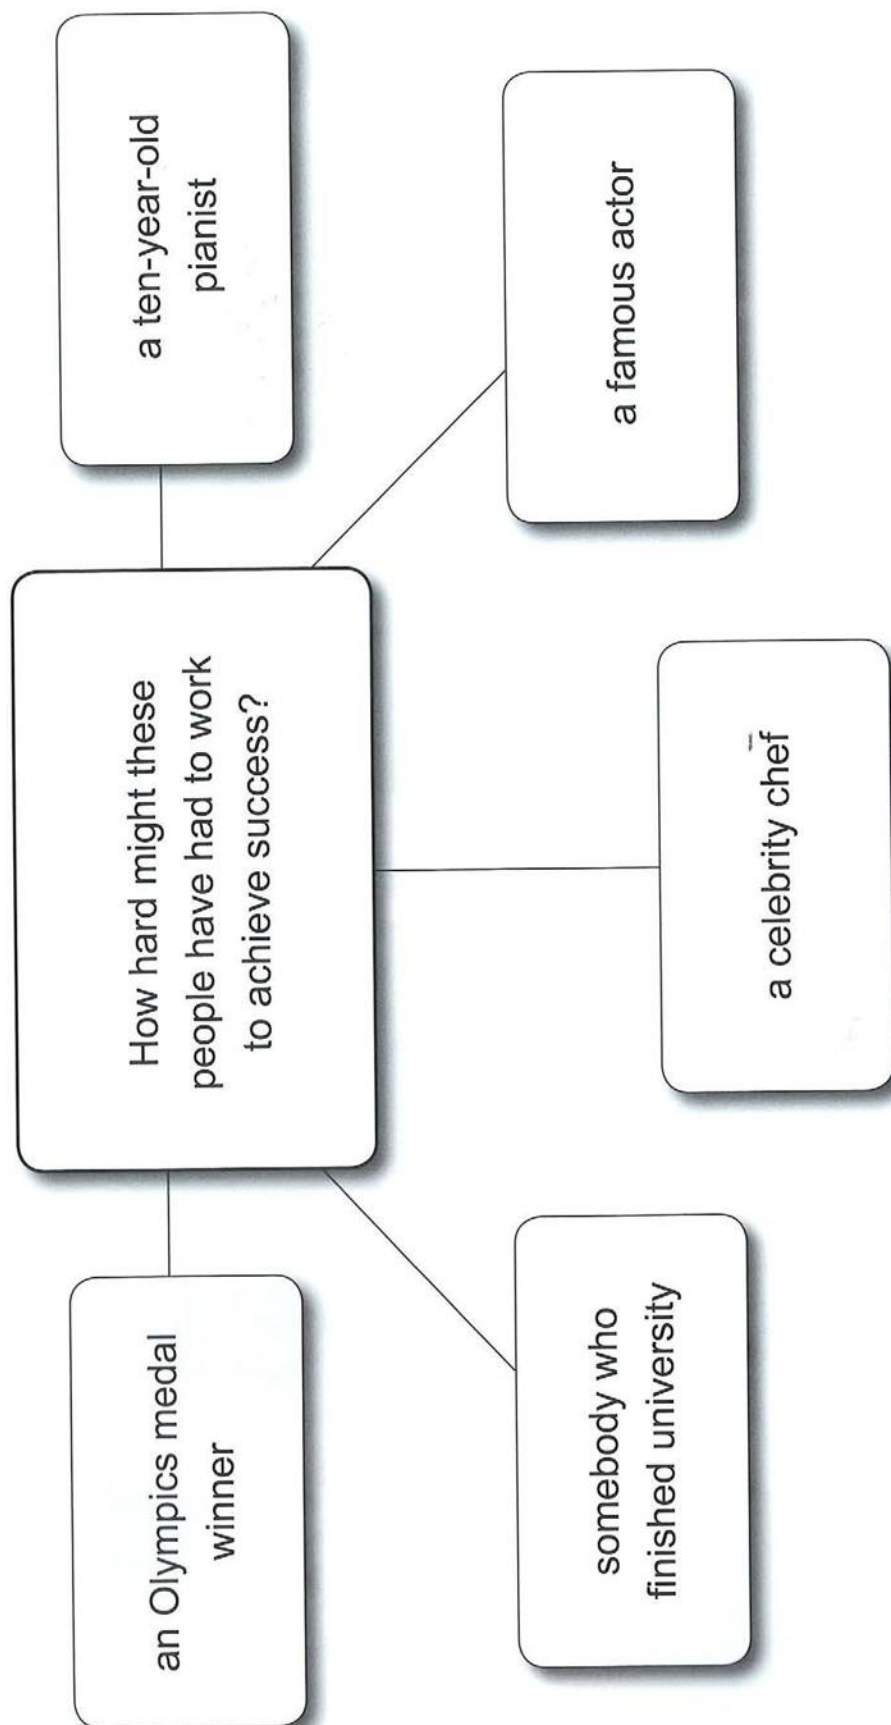 How hard might these
people have had to work
to achieve success?
an Olympics medal
winner
a ten-year-old
pianist
somebody who
finished university
a famous actor
a celebrity chef